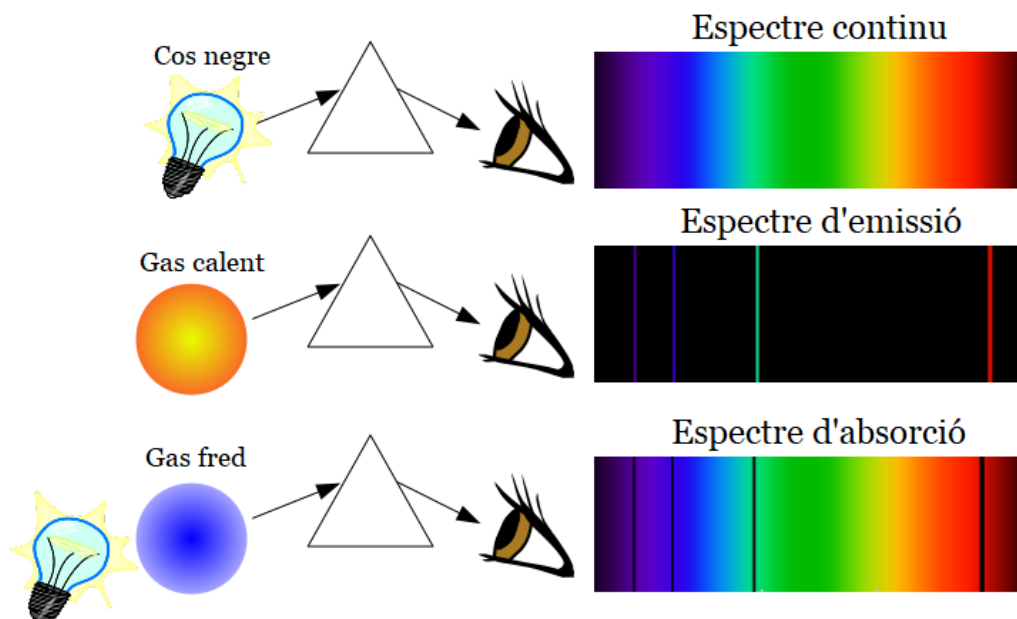 Espectre continu
Cos negre
Espectre d'emissió
Gas calent
Espectre d'absorció
Gas fred